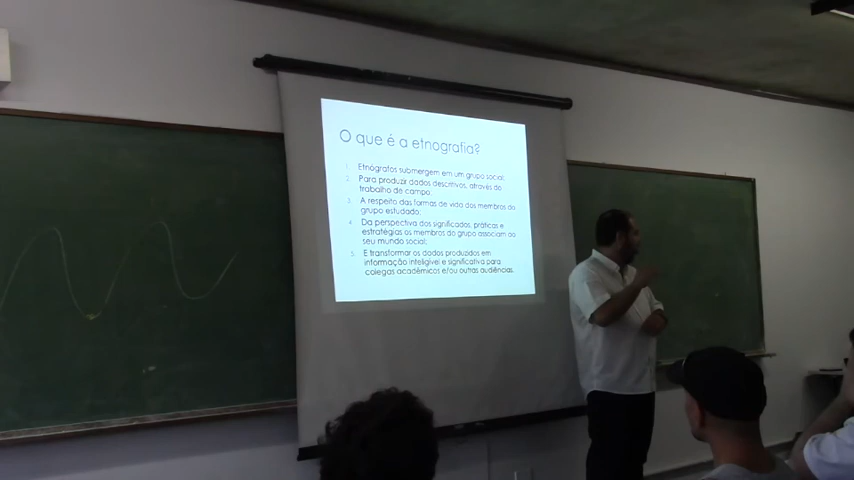 O que é a etnografia?
1. Etnógrafos submergem em um grupo social;
2. Para produzir dados descritivos, através do
trabalho de campo;
3. A respeito das formas de vida dos membros do
grupo estudado;
4. Da perspectiva dos significados, práticas e
estratégias os membros do grupo associam ao
seu mundo social;
5. E transformar os dados produzidos em
informação inteligível e significativa para
colegas acadêmicos e/ou outras audiências.